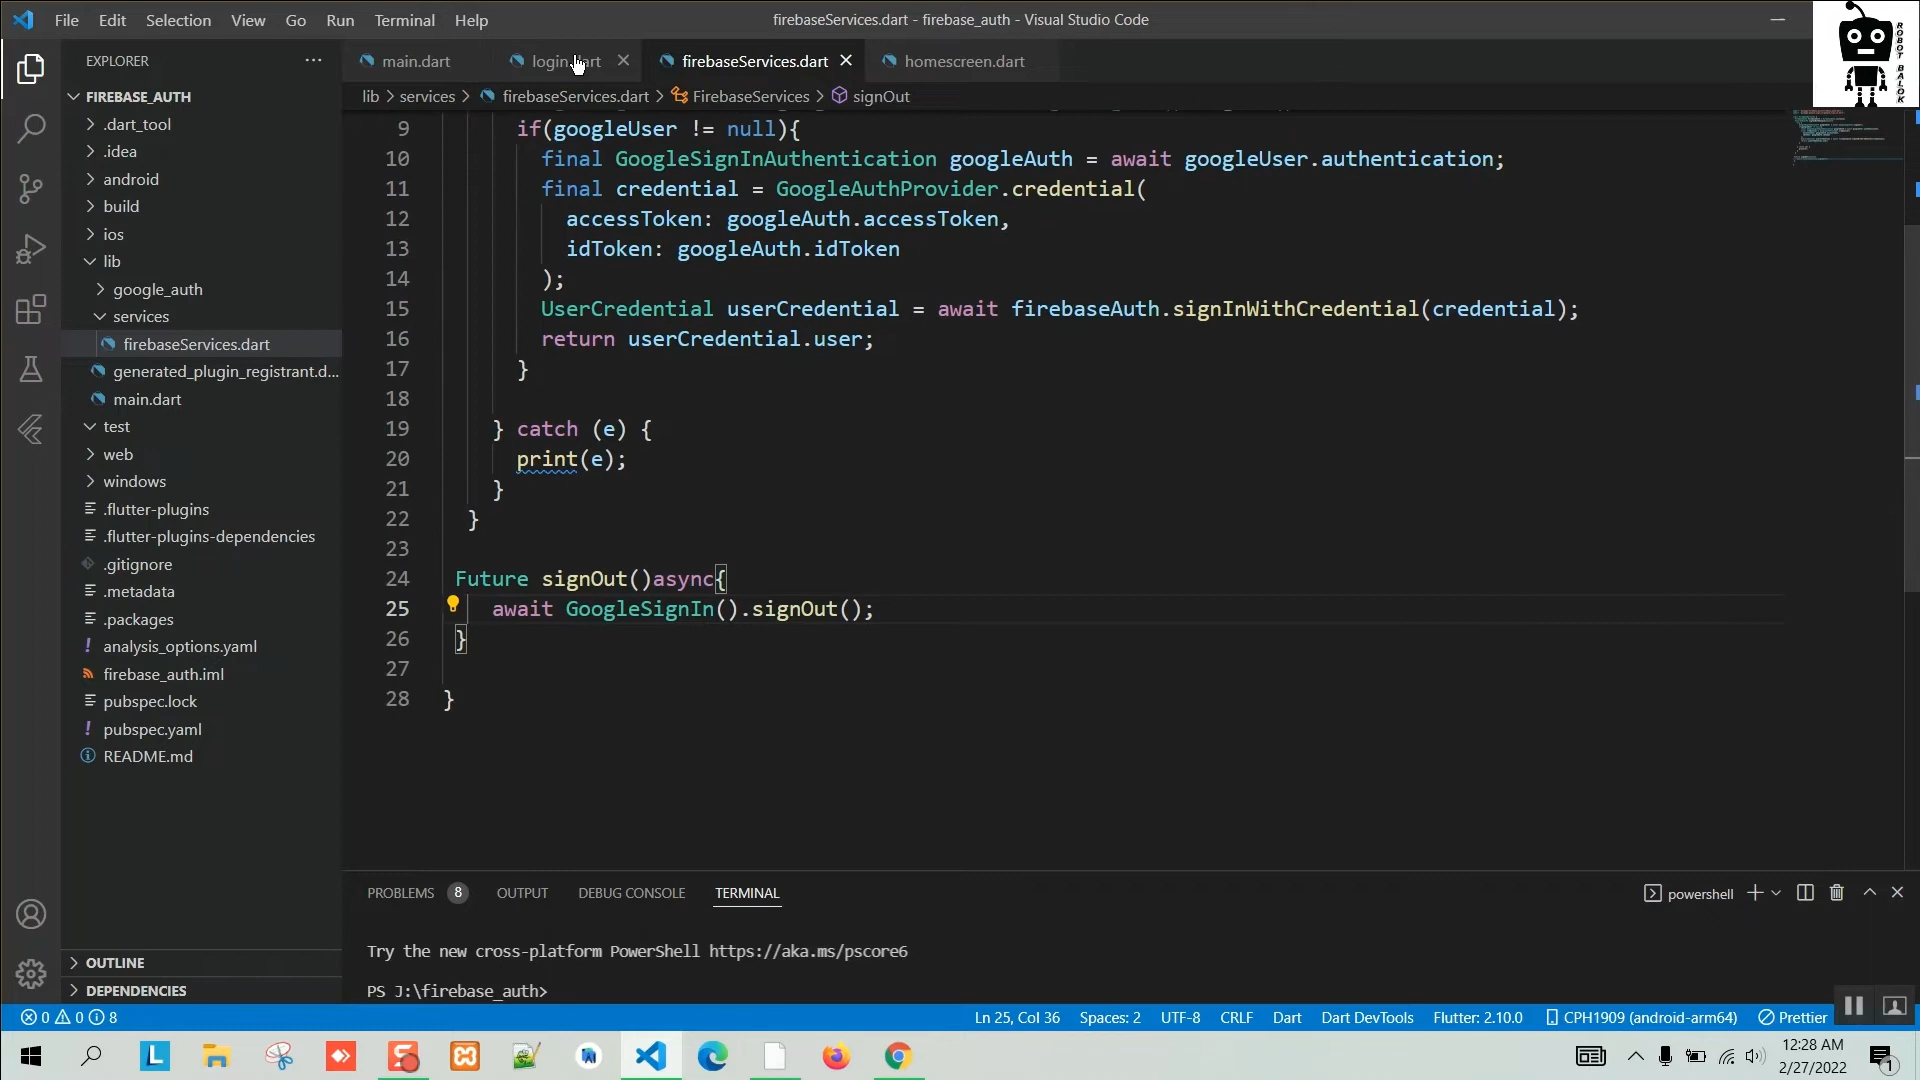 File Edit Selection View Go Run Terminal Help
firebaseServices.dart - firebase_auth - Visual Studio Code
ROBOT BALOK
EXPLORER
main.dart
login.dart
firebaseServices.dart
homescreen.dart
lib > services > firebaseServices.dart > FirebaseServices > signOut
FIREBASE_AUTH
.dart_tool
.idea
android
build
ios
lib
google_auth
services
firebaseServices.dart
generated_plugin_registrant.d...
main.dart
test
web
windows
.flutter-plugins
.flutter-plugins-dependencies
.gitignore
.metadata
.packages
analysis_options.yaml
firebase_auth.iml
pubspec.lock
pubspec.yaml
README.md
OUTLINE
DEPENDENCIES
9 if(googleUser != null){
10 final GoogleSignInAuthentication googleAuth = await googleUser.authentication;
11 final credential = GoogleAuthProvider.credential(
12 accessToken: googleAuth.accessToken,
13 idToken: googleAuth.idToken
14 );
15 UserCredential userCredential = await firebaseAuth.signInWithCredential(credential);
16 return userCredential.user;
17 }
18
19 } catch (e) {
20 print(e);
21 }
22 }
23
24 Future signOut()async{
25 await GoogleSignIn().signOut();
26 }
27
28 }
PROBLEMS 8 OUTPUT DEBUG CONSOLE TERMINAL
powershell
Try the new cross-platform PowerShell https://aka.ms/pscore6
PS J:\firebase_auth>
0 0 8
Ln 25, Col 36 Spaces: 2 UTF-8 CRLF Dart Dart DevTools Flutter: 2.10.0 CPH1909 (android-arm64) Prettier
12:28 AM
2/27/2022
1